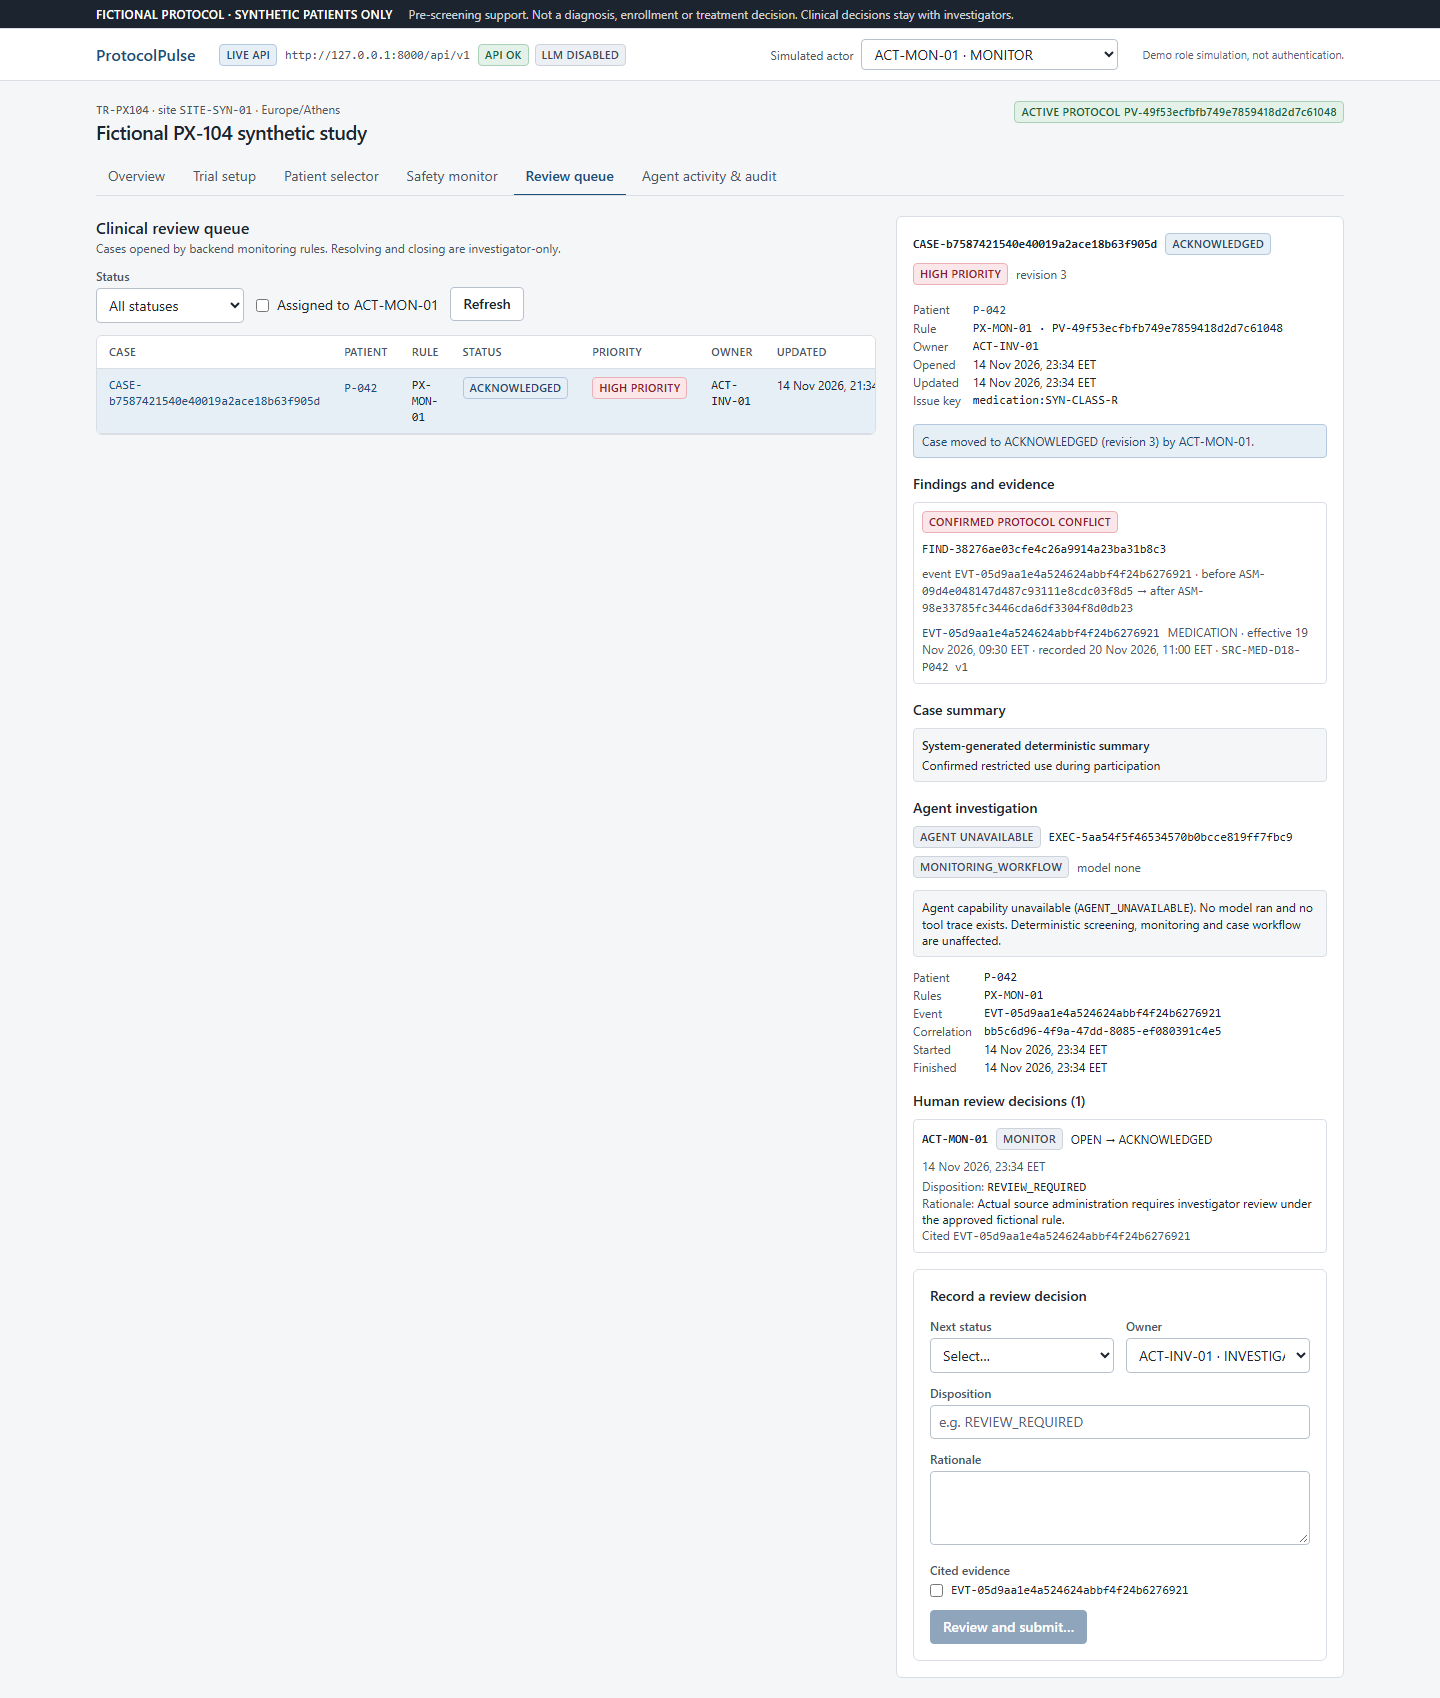 FICTIONAL PROTOCOL · SYNTHETIC PATIENTS ONLY Pre-screening support. Not a diagnosis, enrollment or treatment decision. Clinical decisions stay with investigators.
ProtocolPulse LIVE API http://127.0.0.1:8000/api/v1 API OK LLM DISABLED Simulated actor ACT-MON-01 · MONITOR Demo role simulation, not authentication.
TR-PX104 · site SITE-SYN-01 · Europe/Athens
ACTIVE PROTOCOL PV-49f53ecfbfb749e7859418d2d7c61048
Fictional PX-104 synthetic study
Overview Trial setup Patient selector Safety monitor Review queue Agent activity & audit
Clinical review queue
Cases opened by backend monitoring rules. Resolving and closing are investigator-only.
Status
All statuses Assigned to ACT-MON-01 Refresh
CASE PATIENT RULE STATUS PRIORITY OWNER UPDATED
CASE-
b7587421540e40019a2ace18b63f905d
P-042
PX-
MON-
01
ACKNOWLEDGED
HIGH PRIORITY
ACT-
INV-01
14 Nov 2026, 21:34
CASE-b7587421540e40019a2ace18b63f905d ACKNOWLEDGED
HIGH PRIORITY revision 3
Patient P-042
Rule PX-MON-01 · PV-49f53ecfbfb749e7859418d2d7c61048
Owner ACT-INV-01
Opened 14 Nov 2026, 23:34 EET
Updated 14 Nov 2026, 23:34 EET
Issue key medication:SYN-CLASS-R
Case moved to ACKNOWLEDGED (revision 3) by ACT-MON-01.
Findings and evidence
CONFIRMED PROTOCOL CONFLICT
FIND-38276ae03cfe4c26a9914a23ba31b8c3
event EVT-05d9aa1e4a524624abbf4f24b6276921 · before ASM-
09d4e048147d487c93111e8cdc03f8d5 → after ASM-
98e33785fc3446cda6df3304f8d0db23
EVT-05d9aa1e4a524624abbf4f24b6276921 MEDICATION · effective 19
Nov 2026, 09:30 EET · recorded 20 Nov 2026, 11:00 EET · SRC-MED-D18-
P042 v1
Case summary
System-generated deterministic summary
Confirmed restricted use during participation
Agent investigation
AGENT UNAVAILABLE EXEC-5aa54f5f46534570b0bcce819ff7fbc9
MONITORING_WORKFLOW model none
Agent capability unavailable (AGENT_UNAVAILABLE). No model ran and no
tool trace exists. Deterministic screening, monitoring and case workflow
are unaffected.
Patient P-042
Rules PX-MON-01
Event EVT-05d9aa1e4a524624abbf4f24b6276921
Correlation bb5c6d96-4f9a-47dd-8085-ef080391c4e5
Started 14 Nov 2026, 23:34 EET
Finished 14 Nov 2026, 23:34 EET
Human review decisions (1)
ACT-MON-01 MONITOR OPEN → ACKNOWLEDGED
14 Nov 2026, 23:34 EET
Disposition: REVIEW_REQUIRED
Rationale: Actual source administration requires investigator review under
the approved fictional rule.
Cited EVT-05d9aa1e4a524624abbf4f24b6276921
Record a review decision
Next status Owner
Select... ACT-INV-01 · INVESTIGA
Disposition
e.g. REVIEW_REQUIRED
Rationale
Cited evidence
EVT-05d9aa1e4a524624abbf4f24b6276921
Review and submit...